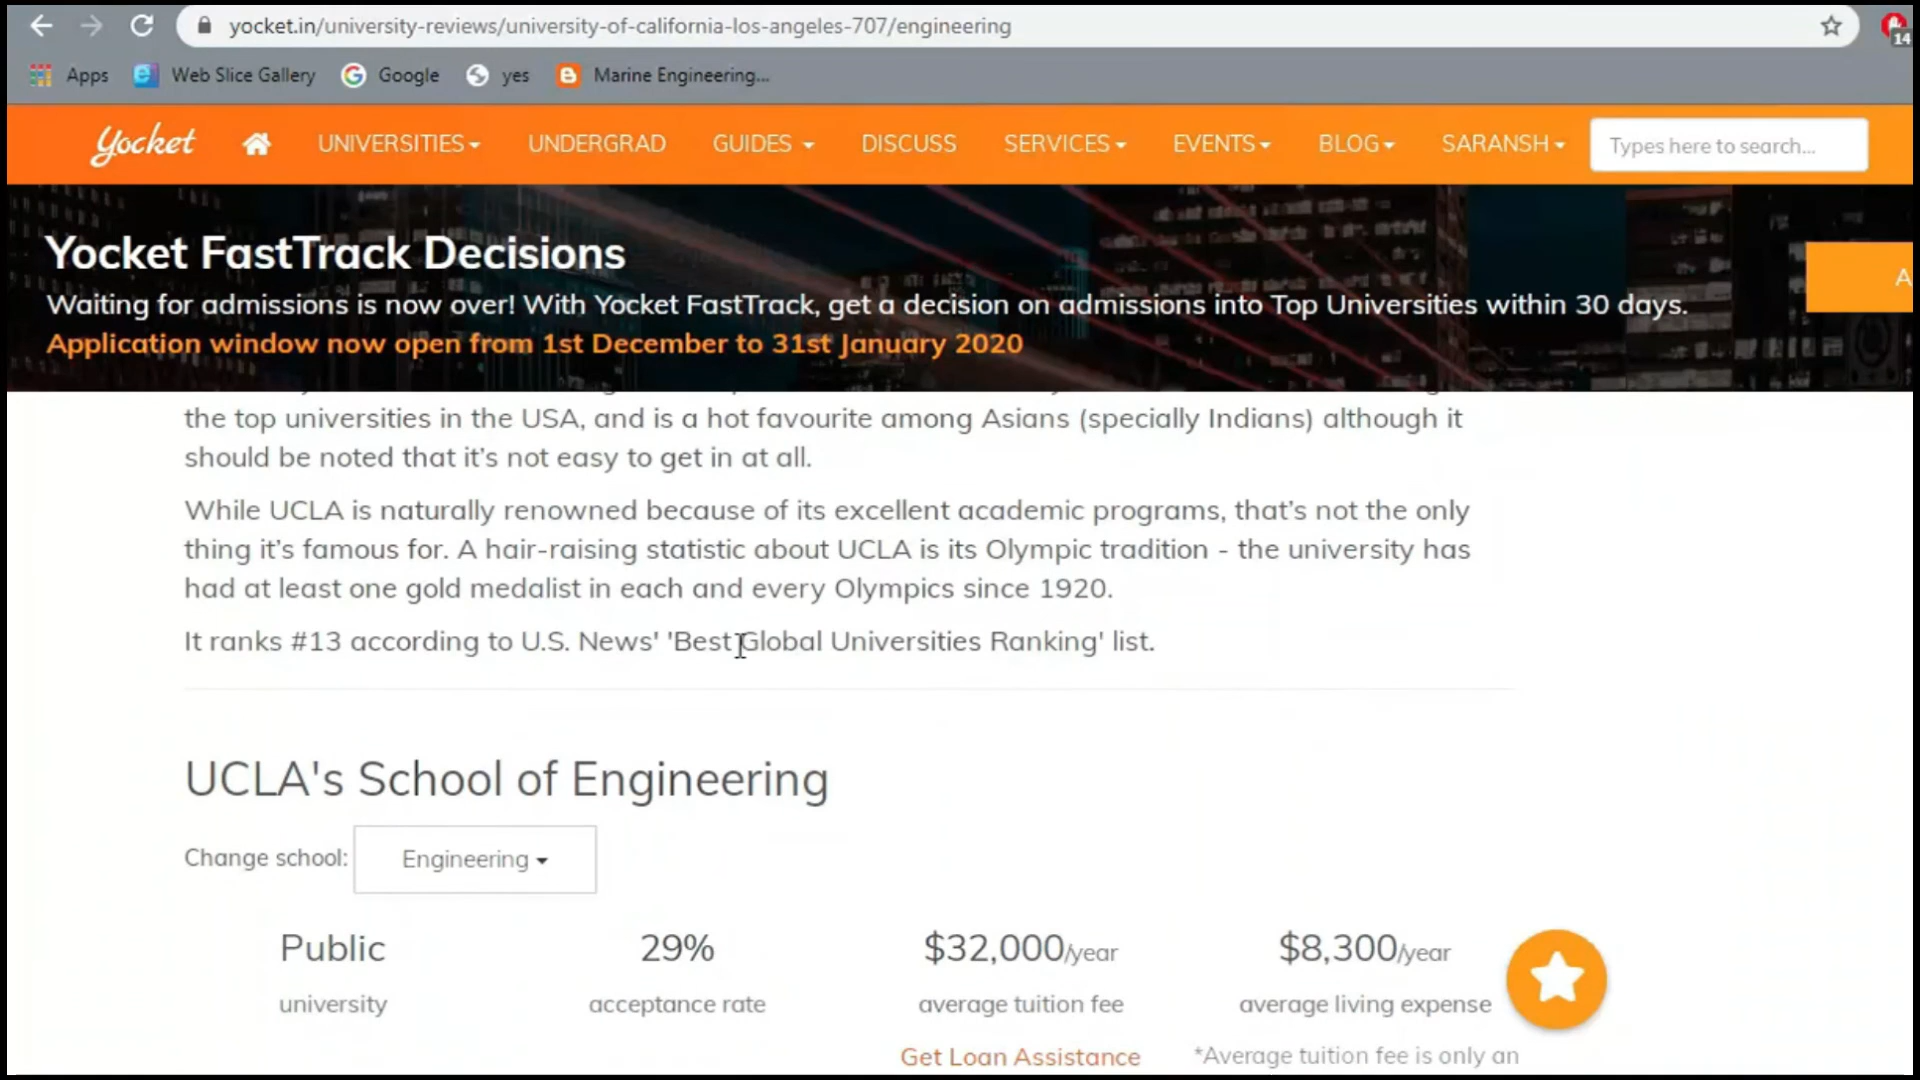 yocket.in/university-reviews/university-of-california-los-angeles-707/engineering
14
Apps Web Slice Gallery Google yes Marine Engineering...
Yocket UNIVERSITIES UNDERGRAD GUIDES DISCUSS SERVICES EVENTS BLOG SARANSH Types here to search...
Yocket FastTrack Decisions
Waiting for admissions is now over! With Yocket FastTrack, get a decision on admissions into Top Universities within 30 days.
A
Application window now open from 1st December to 31st January 2020
the top universities in the USA, and is a hot favourite among Asians (specially Indians) although it
should be noted that it's not easy to get in at all.
While UCLA is naturally renowned because of its excellent academic programs, that's not the only
thing it's famous for. A hair-raising statistic about UCLA is its Olympic tradition - the university has
had at least one gold medalist in each and every Olympics since 1920.
It ranks #13 according to U.S. News' 'Best Global Universities Ranking' list.
UCLA's School of Engineering
Change school: Engineering
Public 29% $32,000/year $8,300/year
university acceptance rate average tuition fee average living expense
Get Loan Assistance *Average tuition fee is only an